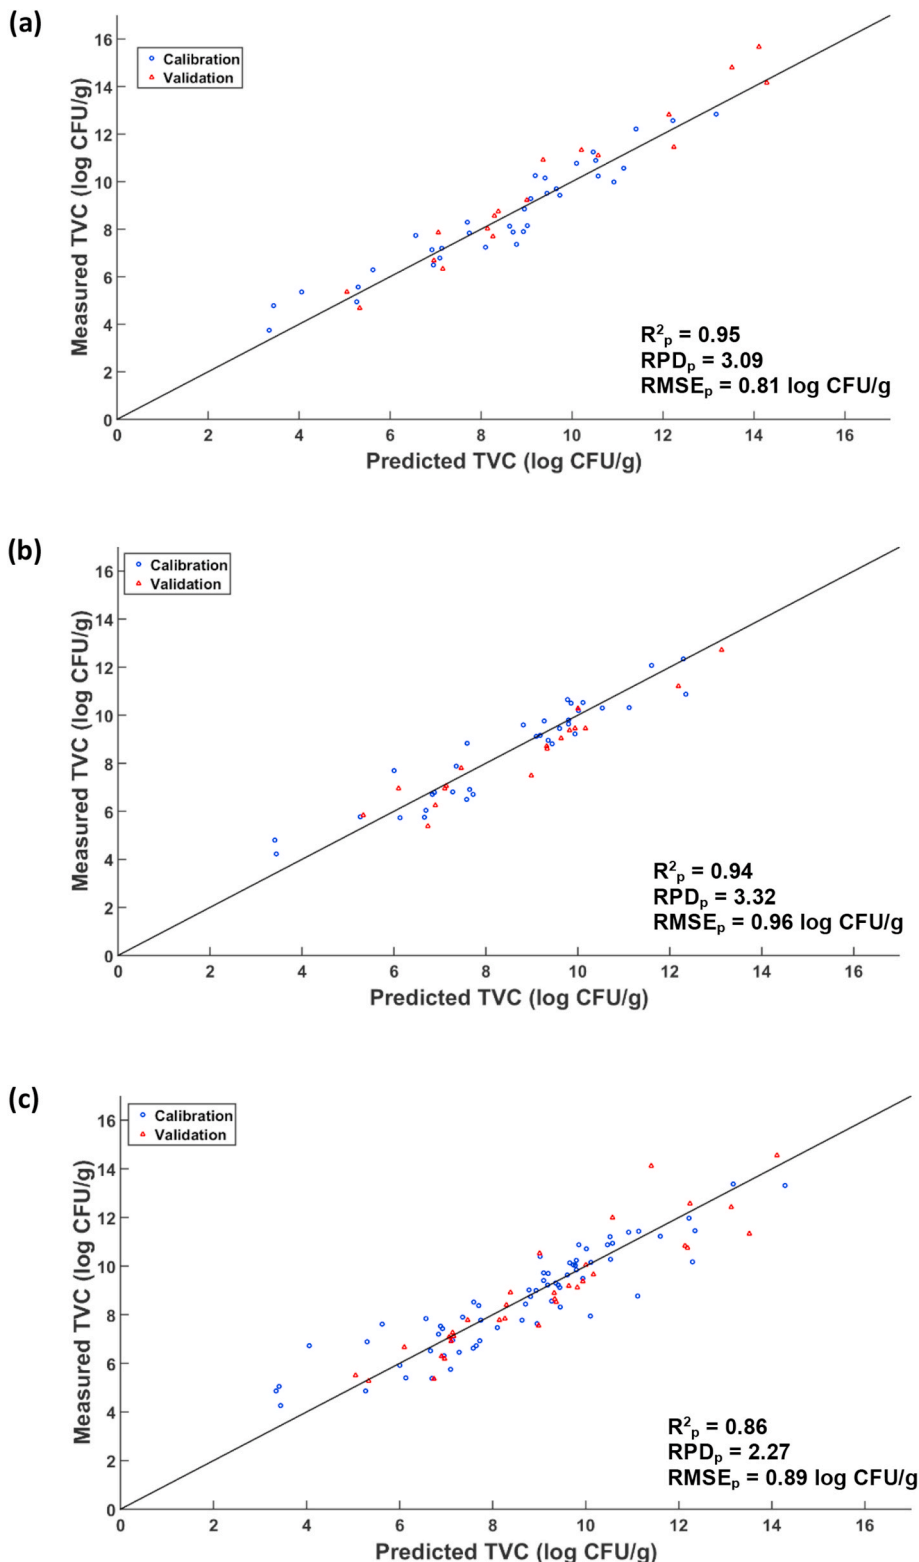 (a)
16
14
12
10
8
6
4
2
0
Measured TVC (log CFU/g)
Calibration
Validation
R²ₚ = 0.95
RPDₚ = 3.09
RMSEₚ = 0.81 log CFU/g
0 2 4 6 8 10 12 14 16
Predicted TVC (log CFU/g)
(b)
16
14
12
10
8
6
4
2
0
Measured TVC (log CFU/g)
Calibration
Validation
R²ₚ = 0.94
RPDₚ = 3.32
RMSEₚ = 0.96 log CFU/g
0 2 4 6 8 10 12 14 16
Predicted TVC (log CFU/g)
(c)
16
14
12
10
8
6
4
2
0
Measured TVC (log CFU/g)
Calibration
Validation
R²ₚ = 0.86
RPDₚ = 2.27
RMSEₚ = 0.89 log CFU/g
0 2 4 6 8 10 12 14 16
Predicted TVC (log CFU/g)